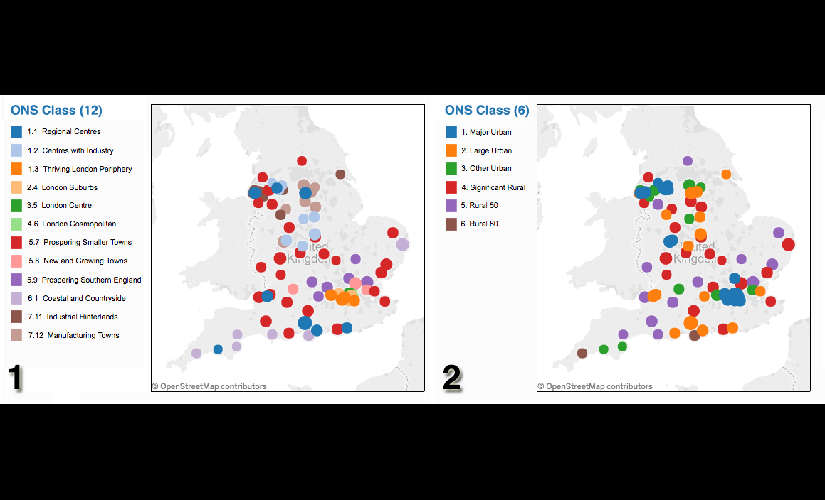 ONS Class (12)
1.1 Regional Centres
1.2 Centres with Industry
1.3 Thriving London Periphery
2.4 London Suburbs
3.5 London Centre
4.6 London Cosmopolitan
5.7 Prospering Smaller Towns
5.8 New and Growing Towns
5.9 Prospering Southern England
6.1 Coastal and Countryside
7.11 Industrial Hinterlands
7.12 Manufacturing Towns
United
Kingdom
1
© OpenStreetMap contributors
ONS Class (6)
1. Major Urban
2. Large Urban
3. Other Urban
4. Significant Rural
5. Rural 50
6. Rural 80
United
Kingdom
2
© OpenStreetMap contributors